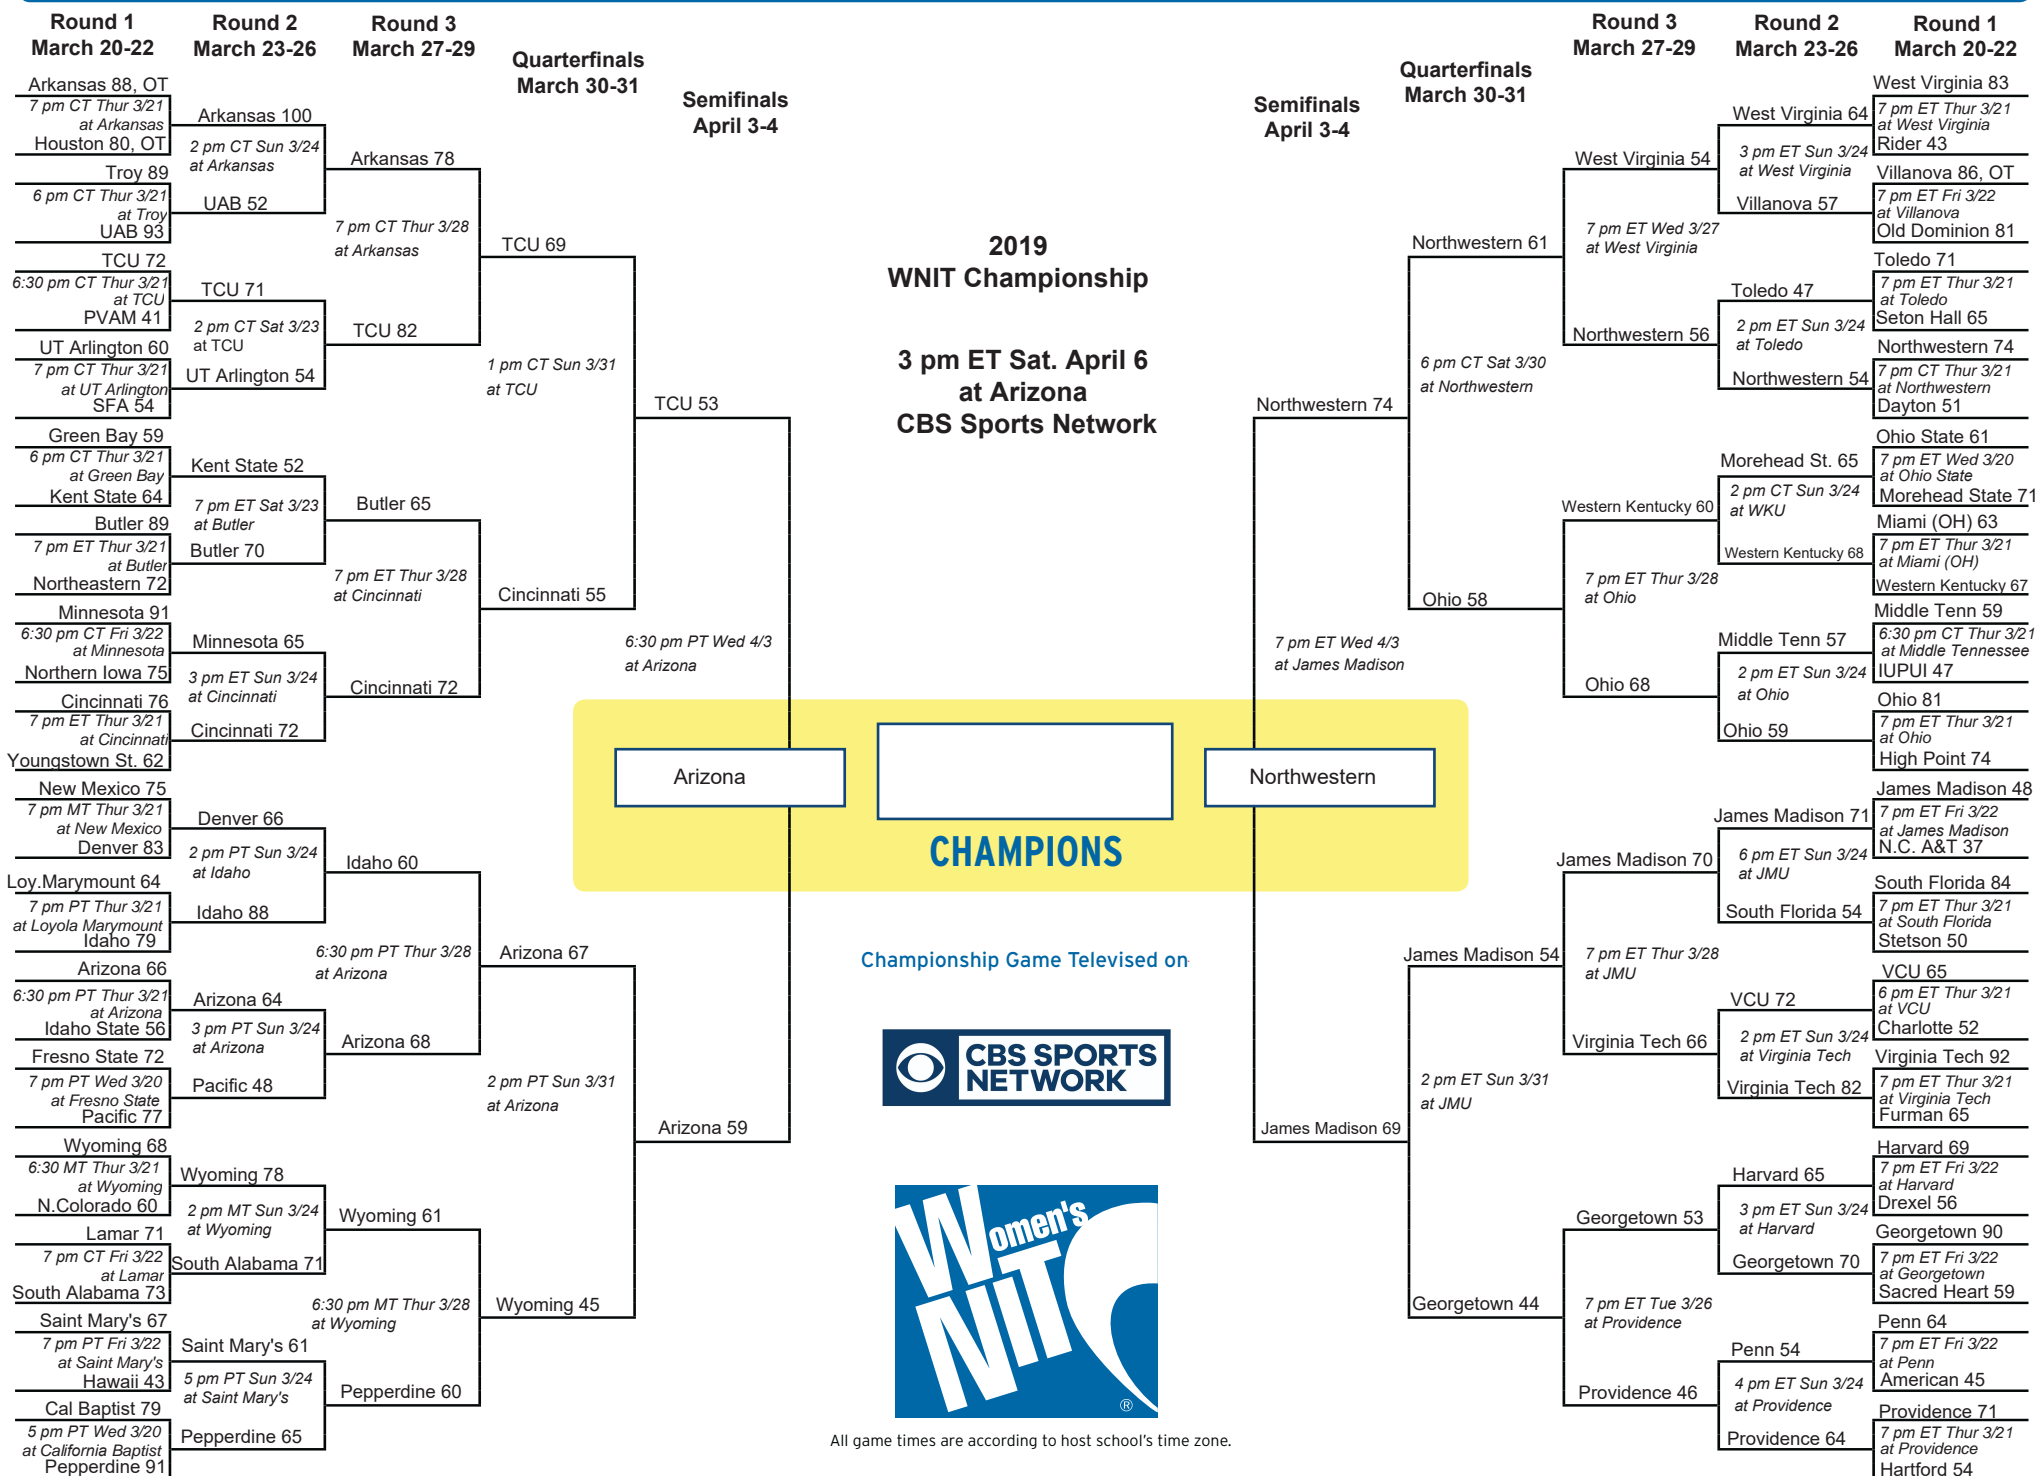 Round 1
March 20-22
Round 2
March 23-26
Round 3
March 27-29
Quarterfinals
March 30-31
Semifinals
April 3-4
Arkansas 88, OT
7 pm CT Thur 3/21
at Arkansas
Houston 80, OT
Troy 89
6 pm CT Thur 3/21
at Troy
UAB 93
TCU 72
6:30 pm CT Thur 3/21
at TCU
PVAM 41
UT Arlington 60
7 pm CT Thur 3/21
at UT Arlington
SFA 54
Green Bay 59
6 pm CT Thur 3/21
at Green Bay
Kent State 64
Butler 89
7 pm ET Thur 3/21
at Butler
Northeastern 72
Minnesota 91
6:30 pm CT Fri 3/22
at Minnesota
Northern Iowa 75
Cincinnati 76
7 pm ET Thur 3/21
at Cincinnati
Youngstown St. 62
New Mexico 75
7 pm MT Thur 3/21
at New Mexico
Denver 83
Loy.Marymount 64
7 pm PT Thur 3/21
at Loyola Marymount
Idaho 79
Arizona 66
6:30 pm PT Thur 3/21
at Arizona
Idaho State 56
Fresno State 72
7 pm PT Wed 3/20
at Fresno State
Pacific 77
Wyoming 68
6:30 MT Thur 3/21
at Wyoming
N.Colorado 60
Lamar 71
7 pm CT Fri 3/22
at Lamar
South Alabama 73
Saint Mary's 67
7 pm PT Fri 3/22
at Saint Mary's
Hawaii 43
Cal Baptist 79
5 pm PT Wed 3/20
at California Baptist
Pepperdine 91
Arkansas 100
2 pm CT Sun 3/24
at Arkansas
UAB 52
TCU 71
2 pm CT Sat 3/23
at TCU
UT Arlington 54
Kent State 52
7 pm ET Sat 3/23
at Butler
Butler 70
Minnesota 65
3 pm ET Sun 3/24
at Cincinnati
Cincinnati 72
Denver 66
2 pm PT Sun 3/24
at Idaho
Idaho 88
Arizona 64
3 pm PT Sun 3/24
at Arizona
Pacific 48
Wyoming 78
2 pm MT Sun 3/24
at Wyoming
South Alabama 71
Saint Mary's 61
5 pm PT Sun 3/24
at Saint Mary's
Pepperdine 65
Arkansas 78
7 pm CT Thur 3/28
at Arkansas
TCU 82
Butler 65
7 pm ET Thur 3/28
at Cincinnati
Cincinnati 72
Idaho 60
6:30 pm PT Thur 3/28
at Arizona
Arizona 68
Wyoming 61
6:30 pm MT Thur 3/28
at Wyoming
Pepperdine 60
TCU 69
1 pm CT Sun 3/31
at TCU
Cincinnati 55
Arizona 67
2 pm PT Sun 3/31
at Arizona
Wyoming 45
TCU 53
6:30 pm PT Wed 4/3
at Arizona
Arizona 59
2019
WNIT Championship
3 pm ET Sat. April 6
at Arizona
CBS Sports Network
Arizona
Northwestern
CHAMPIONS
Championship Game Televised on
CBS SPORTS
NETWORK
Women's
NIT
®
All game times are according to host school's time zone.
Semifinals
April 3-4
Quarterfinals
March 30-31
Round 3
March 27-29
Round 2
March 23-26
Round 1
March 20-22
Northwestern 74
7 pm ET Wed 4/3
at James Madison
James Madison 69
Northwestern 61
6 pm CT Sat 3/30
at Northwestern
Ohio 58
James Madison 54
2 pm ET Sun 3/31
at JMU
Georgetown 44
West Virginia 54
7 pm ET Wed 3/27
at West Virginia
Northwestern 56
Western Kentucky 60
7 pm ET Thur 3/28
at Ohio
Ohio 68
James Madison 70
7 pm ET Thur 3/28
at JMU
Virginia Tech 66
Georgetown 53
7 pm ET Tue 3/26
at Providence
Providence 46
West Virginia 64
3 pm ET Sun 3/24
at West Virginia
Villanova 57
Toledo 47
2 pm ET Sun 3/24
at Toledo
Northwestern 54
Morehead St. 65
2 pm CT Sun 3/24
at WKU
Western Kentucky 68
Middle Tenn 57
2 pm ET Sun 3/24
at Ohio
Ohio 59
James Madison 71
6 pm ET Sun 3/24
at JMU
South Florida 54
VCU 72
2 pm ET Sun 3/24
at Virginia Tech
Virginia Tech 82
Harvard 65
3 pm ET Sun 3/24
at Harvard
Georgetown 70
Penn 54
4 pm ET Sun 3/24
at Providence
Providence 64
West Virginia 83
7 pm ET Thur 3/21
at West Virginia
Rider 43
Villanova 86, OT
7 pm ET Fri 3/22
at Villanova
Old Dominion 81
Toledo 71
7 pm ET Thur 3/21
at Toledo
Seton Hall 65
Northwestern 74
7 pm CT Thur 3/21
at Northwestern
Dayton 51
Ohio State 61
7 pm ET Wed 3/20
at Ohio State
Morehead State 71
Miami (OH) 63
7 pm ET Thur 3/21
at Miami (OH)
Western Kentucky 67
Middle Tenn 59
6:30 pm CT Thur 3/21
at Middle Tennessee
IUPUI 47
Ohio 81
7 pm ET Thur 3/21
at Ohio
High Point 74
James Madison 48
7 pm ET Fri 3/22
at James Madison
N.C. A&T 37
South Florida 84
7 pm ET Thur 3/21
at South Florida
Stetson 50
VCU 65
6 pm ET Thur 3/21
at VCU
Charlotte 52
Virginia Tech 92
7 pm ET Thur 3/21
at Virginia Tech
Furman 65
Harvard 69
7 pm ET Fri 3/22
at Harvard
Drexel 56
Georgetown 90
7 pm ET Fri 3/22
at Georgetown
Sacred Heart 59
Penn 64
7 pm ET Fri 3/22
at Penn
American 45
Providence 71
7 pm ET Thur 3/21
at Providence
Hartford 54